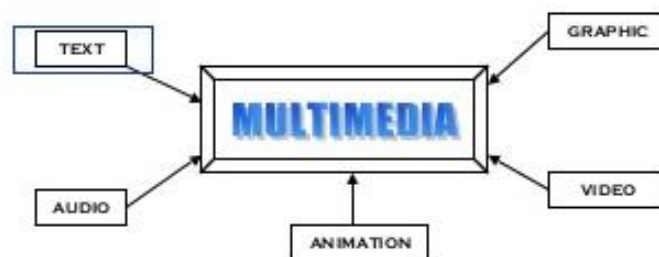 TEXT
GRAPHIC
MULTIMEDIA
AUDIO
VIDEO
ANIMATION